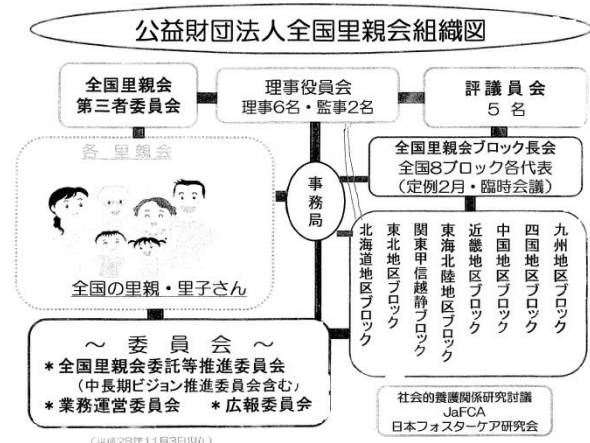 公益財団法人全国里親会組織図
全国里親会
第三者委員会
理事役員会
理事6名・監事2名
評議員会
5 名
各 里親会
全国の里親・里子さん
事務局
全国里親会ブロック長会
全国8ブロック各代表
(定例2月・臨時会議)
北海道地区ブロック
東北地区ブロック
関東甲信越静ブロック
東海北陸地区ブロック
近畿地区ブロック
中国地区ブロック
四国地区ブロック
九州地区ブロック
～ 委 員 会 ～
*全国里親会委託等推進委員会
(中長期ビジョン推進委員会含む)
*業務運営委員会 *広報委員会
社会的養護関係研究討議
JaFCA
日本フォスターケア研究会
(平成28年11月3日